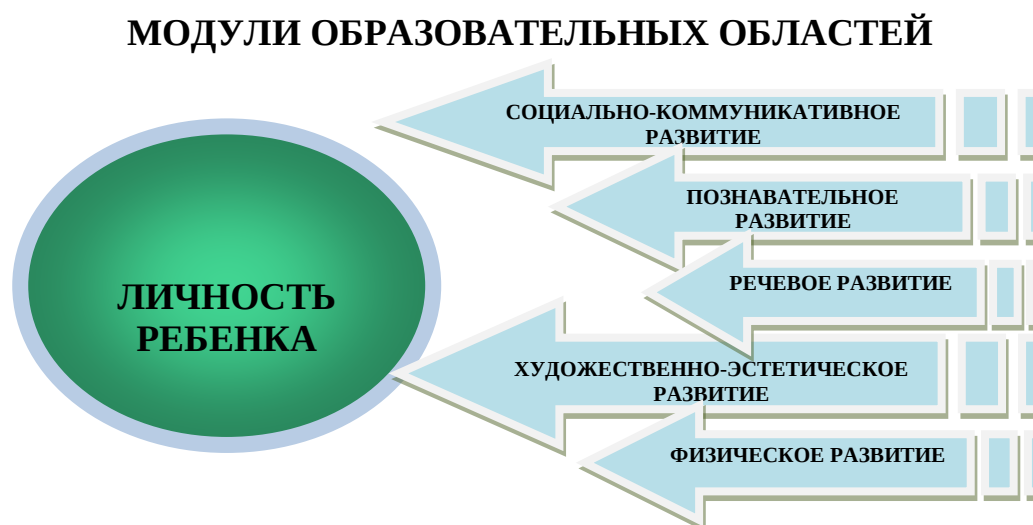 МОДУЛИ ОБРАЗОВАТЕЛЬНЫХ ОБЛАСТЕЙ
СОЦИАЛЬНО-КОММУНИКАТИВНОЕ
РАЗВИТИЕ
ПОЗНАВАТЕЛЬНОЕ
РАЗВИТИЕ
РЕЧЕВОЕ РАЗВИТИЕ
ЛИЧНОСТЬ
РЕБЕНКА
ХУДОЖЕСТВЕННО-ЭСТЕТИЧЕСКОЕ
РАЗВИТИЕ
ФИЗИЧЕСКОЕ РАЗВИТИЕ